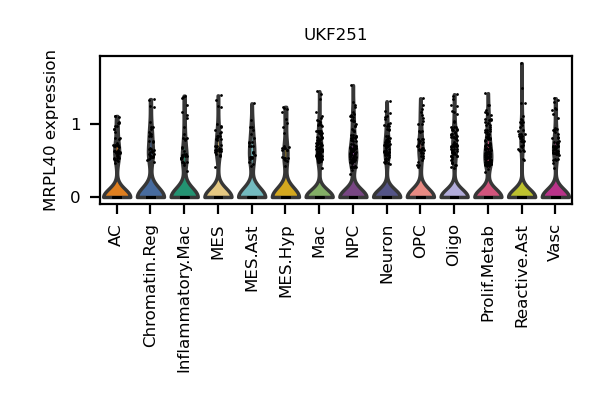 UKF251
MRPL40 expression
1
0
AC
Chromatin.Reg
Inflammatory.Mac
MES
MES.Ast
MES.Hyp
Mac
NPC
Neuron
OPC
Oligo
Prolif.Metab
Reactive.Ast
Vasc